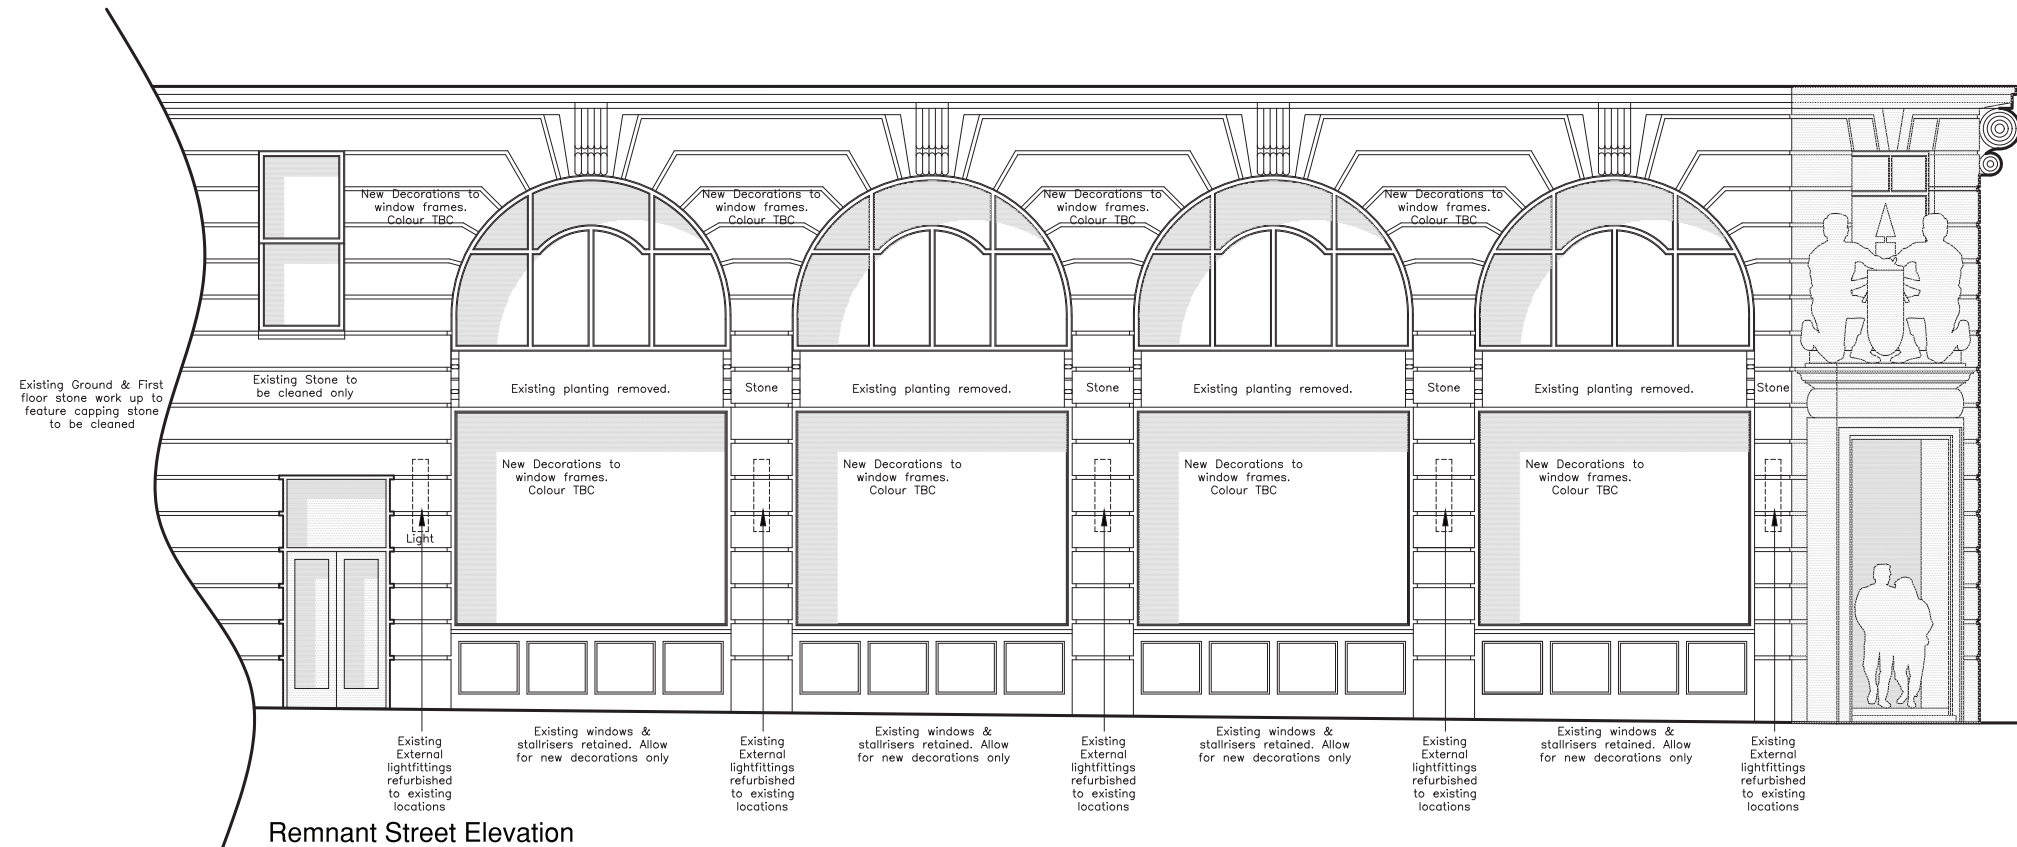 New Decorations to
window frames.
Colour TBC
New Decorations to
window frames.
Colour TBC
New Decorations to
window frames.
Colour TBC
New Decorations to
window frames.
Colour TBC
Existing Ground & First
floor stone work up to
feature capping stone
to be cleaned
Existing Stone to
be cleaned only
Existing planting removed.
Stone
Existing planting removed.
Stone
Existing planting removed.
Stone
Existing planting removed.
Stone
New Decorations to
window frames.
Colour TBC
New Decorations to
window frames.
Colour TBC
New Decorations to
window frames.
Colour TBC
New Decorations to
window frames.
Colour TBC
Light
Existing
External
lightfittings
refurbished
to existing
locations
Existing windows &
stallrisers retained. Allow
for new decorations only
Existing
External
lightfittings
refurbished
to existing
locations
Existing windows &
stallrisers retained. Allow
for new decorations only
Existing
External
lightfittings
refurbished
to existing
locations
Existing windows &
stallrisers retained. Allow
for new decorations only
Existing
External
lightfittings
refurbished
to existing
locations
Existing windows &
stallrisers retained. Allow
for new decorations only
Existing
External
lightfittings
refurbished
to existing
locations
Remnant Street Elevation